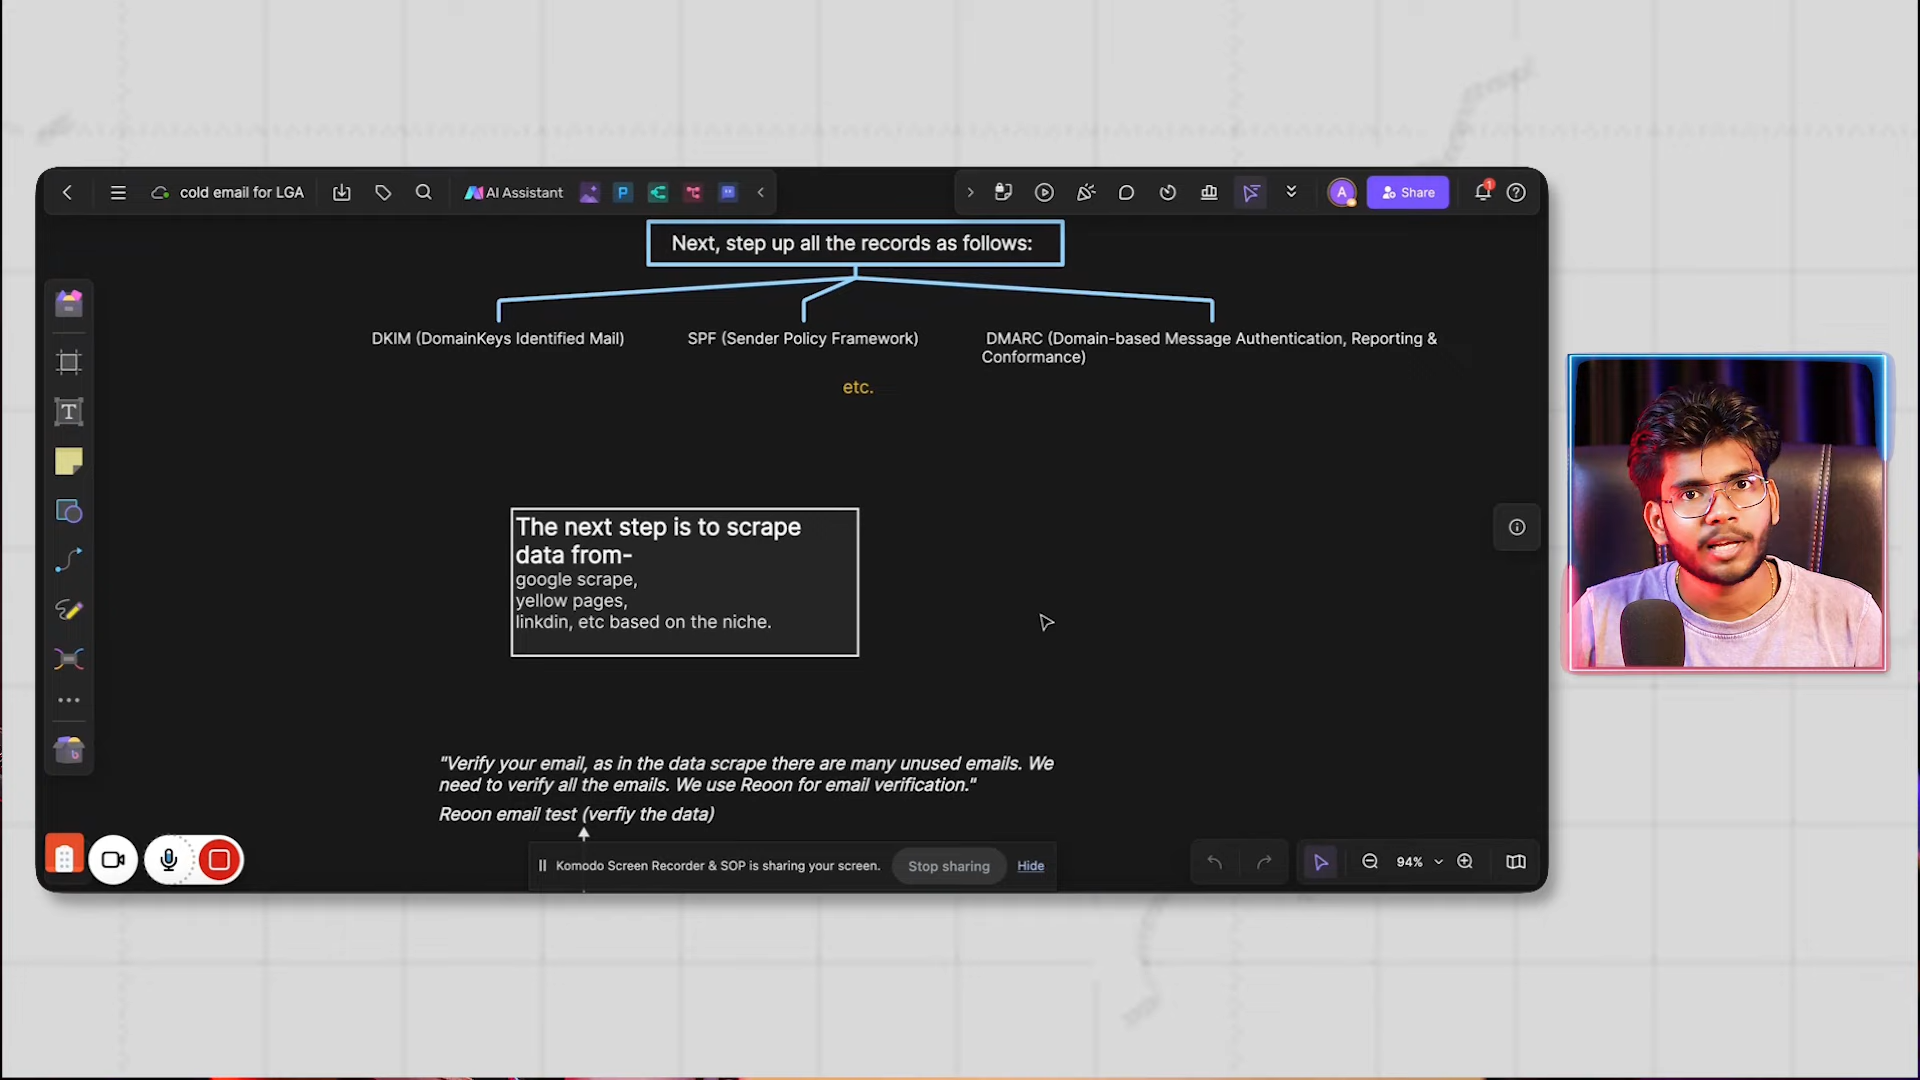 cold email for LGA
AI Assistant
P
A
Share
1
Next, step up all the records as follows:
DKIM (DomainKeys Identified Mail)
SPF (Sender Policy Framework)
DMARC (Domain-based Message Authentication, Reporting &
Conformance)
etc.
T
The next step is to scrape
data from-
google scrape,
yellow pages,
linkdin, etc based on the niche.
"Verify your email, as in the data scrape there are many unused emails. We
need to verify all the emails. We use Reoon for email verification."
Reoon email test (verfiy the data)
Komodo Screen Recorder & SOP is sharing your screen.
Stop sharing
Hide
94%